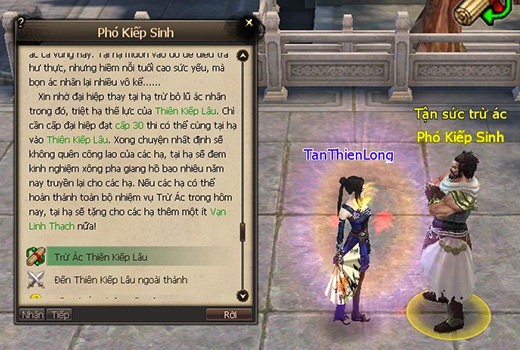 Phó Kiếp Sinh
ác cả vùng này. Tại hạ muốn vào đó để điều tra
hư thực, nhưng hiềm nỗi tuổi cao sức yếu, mà
bọn ác lại nhiều vô kể......
Xin nhờ đại hiệp thay tại hạ trừ bỏ lũ ác nhân
trong đó, triệt hạ thế lực của Thiên Kiếp Lâu. Chỉ
cần cấp đại hiệp đạt cấp 30 thì có thể cùng tại hạ
vào Thiên Kiếp Lâu. Xong chuyện nhất định sẽ
không quên công lao của các hạ, tại hạ sẽ đem
kinh nghiệm xông pha giang hồ bao nhiêu năm
nay truyền lại cho các hạ. Nếu các hạ có thể
hoàn thành toàn bộ nhiệm vụ Trừ Ác trong hôm
nay, tại hạ sẽ tặng cho các hạ thêm một ít Vạn
Linh Thạch nữa!
Trừ Ác Thiên Kiếp Lâu
Đến Thiên Kiếp Lâu ngoài thành
Nhận Tiếp Rời
Tận sức trừ ác
Phó Kiếp Sinh
TanThienLong